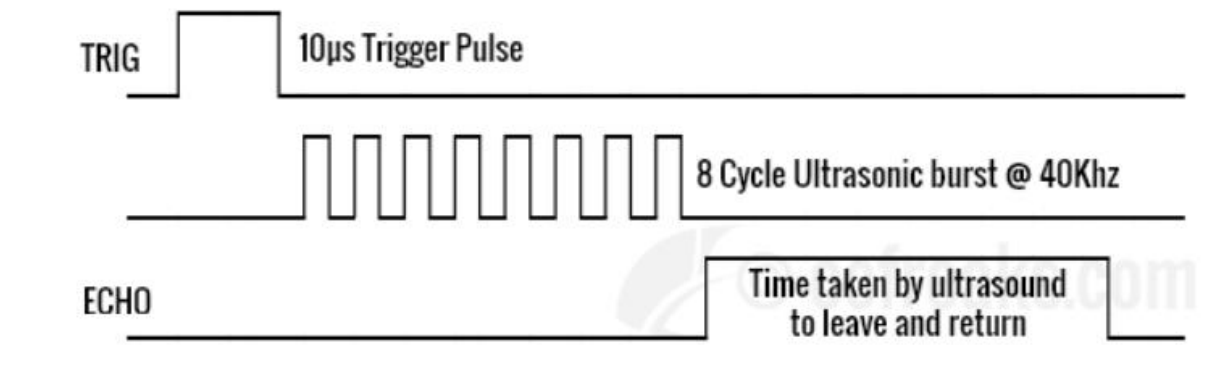 TRIG
10µs Trigger Pulse
8 Cycle Ultrasonic burst @ 40Khz
ECHO
Time taken by ultrasound
to leave and return